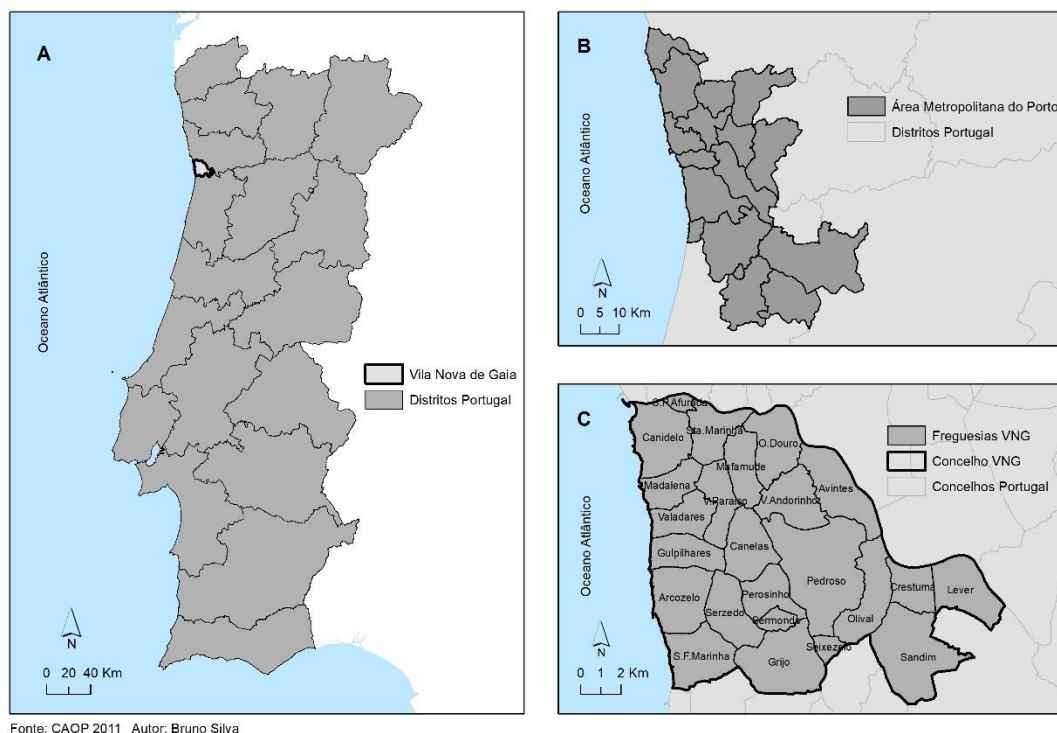 A
Oceano Atlântico
Vila Nova de Gaia
Distritos Portugal
N
0 20 40 Km
B
Oceano Atlântico
Área Metropolitana do Porto
Distritos Portugal
N
0 5 10 Km
C
Oceano Atlântico
Freguesias VNG
Concelho VNG
Concelhos Portugal
S.P.Afurada
Canidelo
Sta.Marinha
O.Douro
Mafamude
Madalena
V.Paraíso
V.Andorinho
Avintes
Valadares
Gulpilhares
Canelas
Pedroso
Crestuma
Lever
Arcozelo
Serzedo
Perosinho
Sermonde
Olival
Seixezelo
S.F.Marinha
Grijo
Sandim
N
0 1 2 Km
Fonte: CAOP 2011 Autor: Bruno Silva